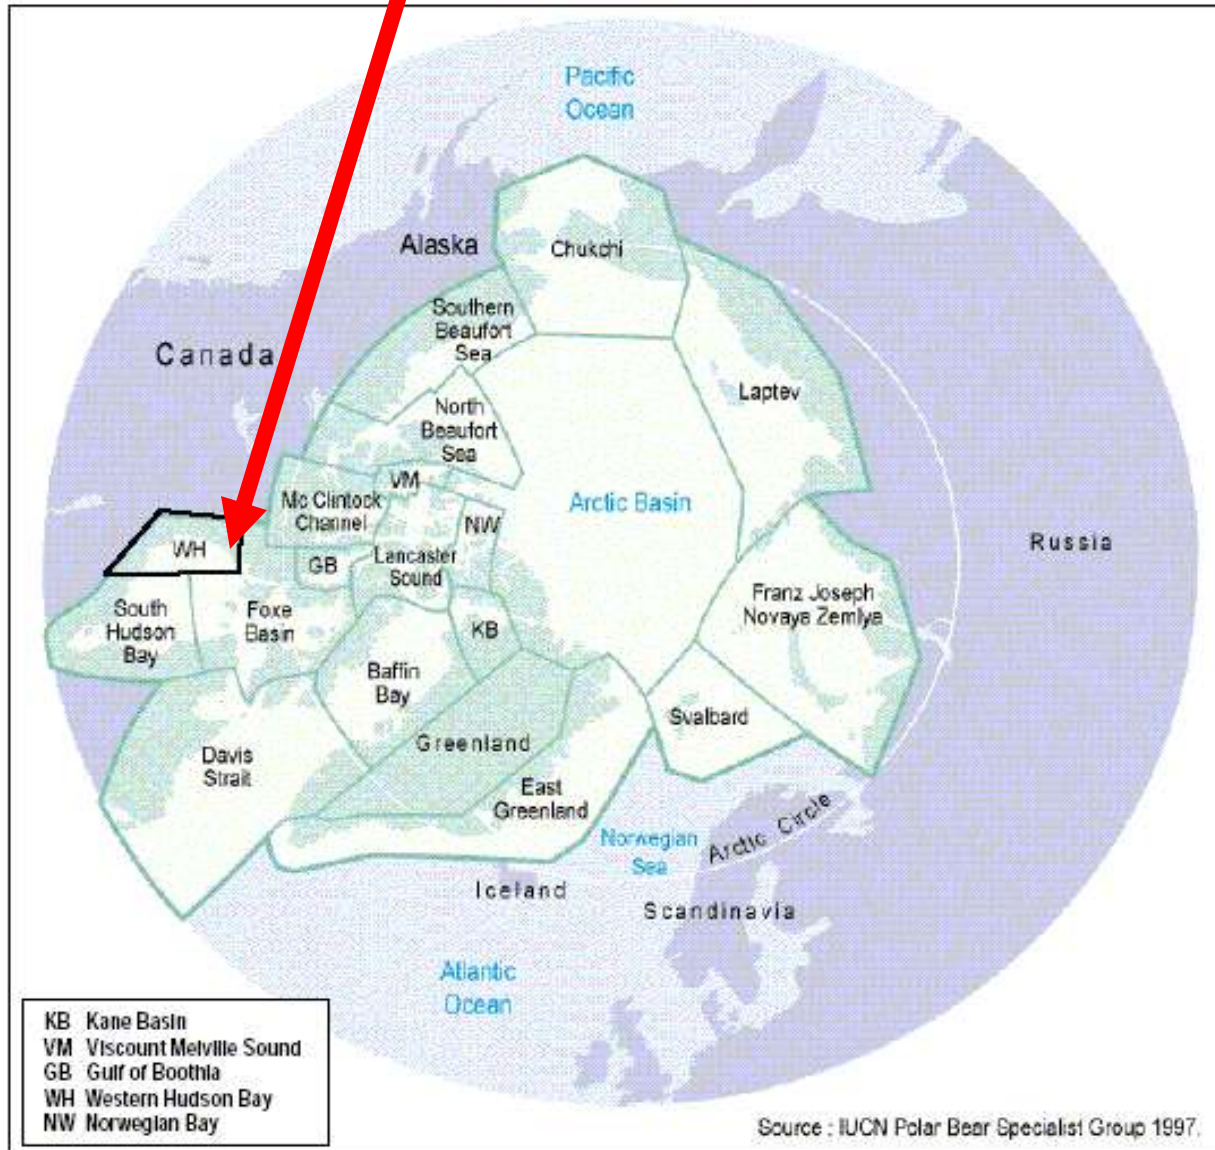 Pacific
Ocean
Alaska
Chukchi
Southern
Beaufort
Sea
Canada
Laptev
North
Beaufort
Sea
VM
Mc Clintock
Channel
Arctic Basin
NW
Russia
WH
GB
Lancaster
Sound
Franz Joseph
Novaya Zemlya
South
Hudson
Bay
Foxe
Basin
KB
Baffin
Bay
Svalbard
Greenland
Davis
Strait
East
Greenland
Norwegian
Sea
Arctic Circle
Iceland
Scandinavia
Atlantic
Ocean
KB Kane Basin
VM Viscount Melville Sound
GB Gulf of Boothia
WH Western Hudson Bay
NW Norwegian Bay
Source : IUCN Polar Bear Specialist Group 1997.